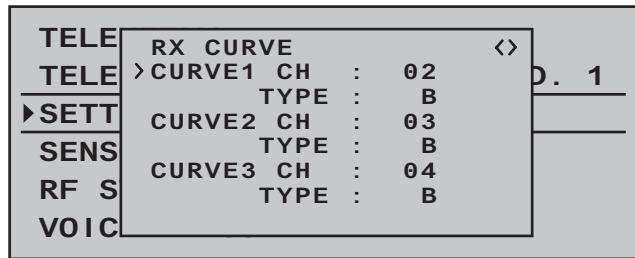 TELE
TELE D. 1
▶SETT
SENS
RF S
VOIC
RX CURVE <>
>CURVE1 CH : 02
TYPE : B
CURVE2 CH : 03
TYPE : B
CURVE3 CH : 04
TYPE : B